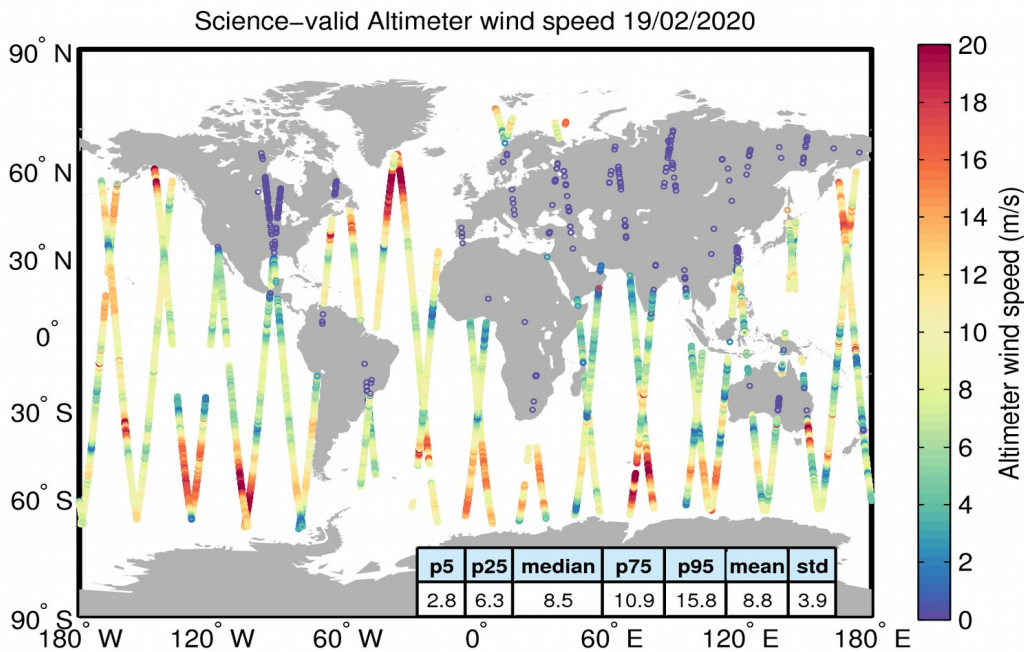 Science−valid Altimeter wind speed 19/02/2020
90° N
60° N
30° N
0°
30° S
60° S
90° S
180° W
120° W
60° W
0°
60° E
120° E
180° E
p5 p25 median p75 p95 mean std
2.8 6.3 8.5 10.9 15.8 8.8 3.9
20
18
16
14
12
10
8
6
4
2
0
Altimeter wind speed (m/s)